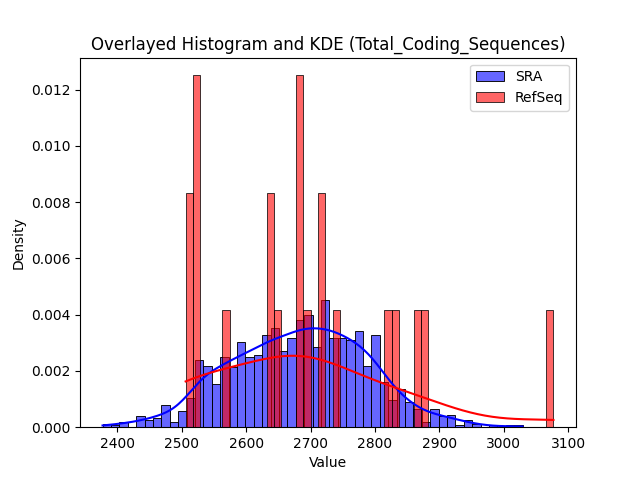 Overlayed Histogram and KDE (Total_Coding_Sequences)
SRA
RefSeq
0.012
0.010
0.008
0.006
0.004
0.002
0.000
Density
2400 2500 2600 2700 2800 2900 3000 3100
Value